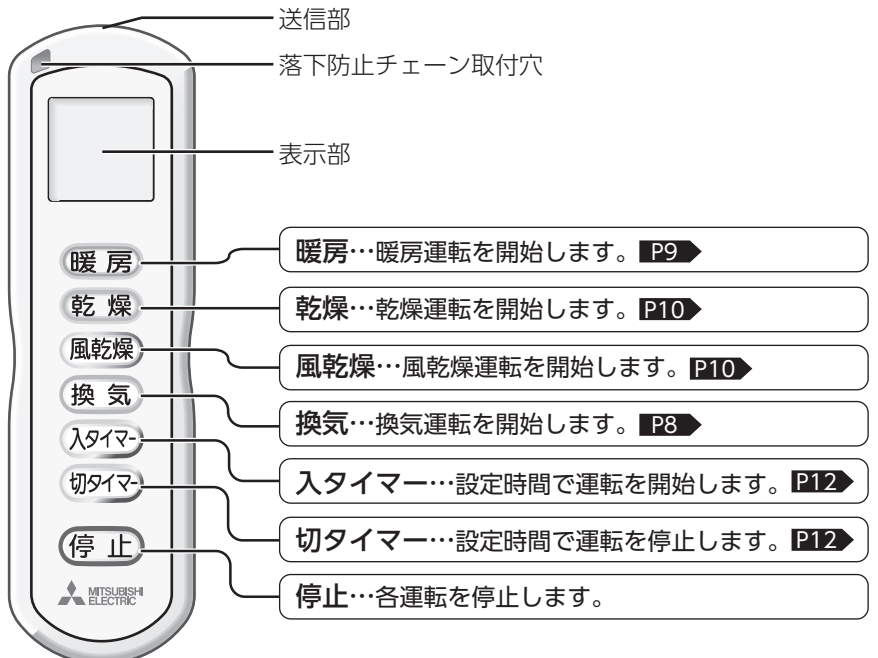 送信部
落下防止チェーン取付穴
表示部
暖房
暖房…暖房運転を開始します。P9
乾燥
乾燥…乾燥運転を開始します。P10
風乾燥
風乾燥…風乾燥運転を開始します。P10
換気
換気…換気運転を開始します。P8
入タイマー
入タイマー…設定時間で運転を開始します。P12
切タイマー
切タイマー…設定時間で運転を停止します。P12
停止
停止…各運転を停止します。
MITSUBISHI
ELECTRIC